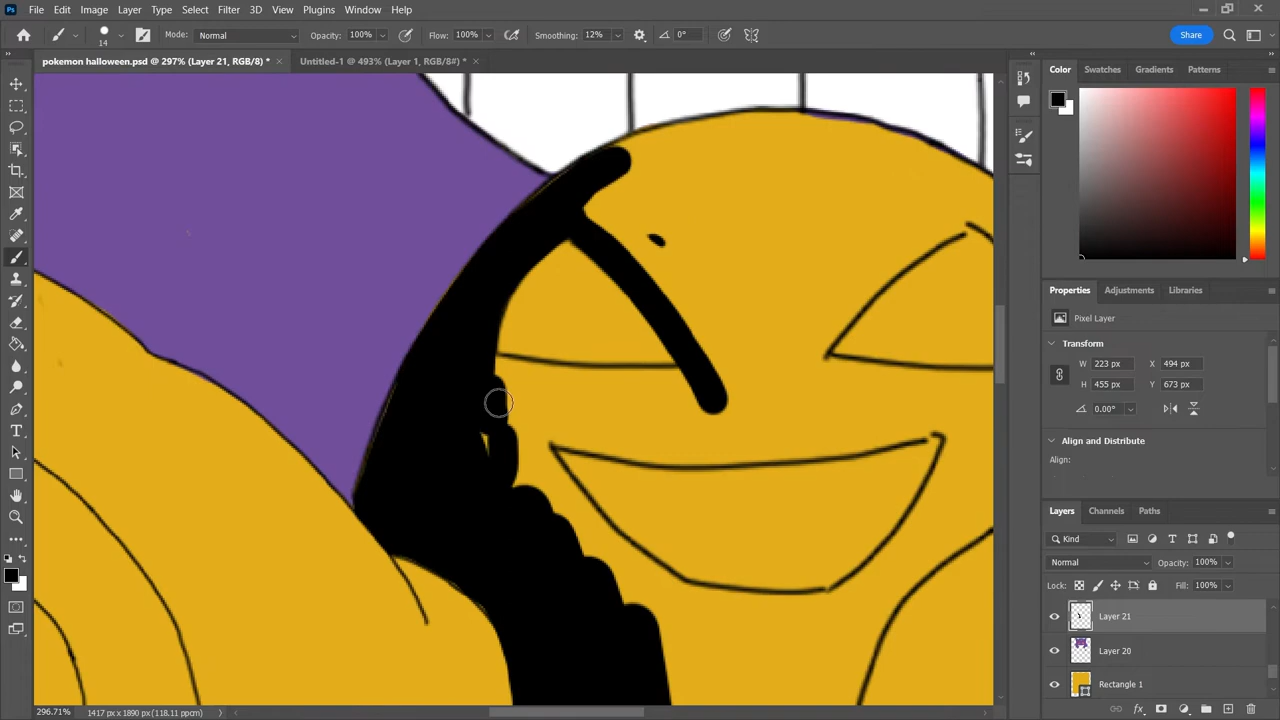 Ps File Edit Image Layer Type Select Filter 3D View Plugins Window Help
14 Mode: Normal Opacity: 100% Flow: 100% Smoothing: 12% 0° Share
pokemon halloween.psd @ 297% (Layer 21, RGB/8) * × Untitled-1 @ 493% (Layer 1, RGB/8#) * ×
Color Swatches Gradients Patterns
Properties Adjustments Libraries
Pixel Layer
Transform
W 223 px X 494 px
H 455 px Y 673 px
0.00°
Align and Distribute
Align:
Layers Channels Paths
Kind
Normal Opacity: 100%
Lock: Fill: 100%
Layer 21
Layer 20
Rectangle 1
fx
296.71% 1417 px x 1890 px (118.11 ppcm)